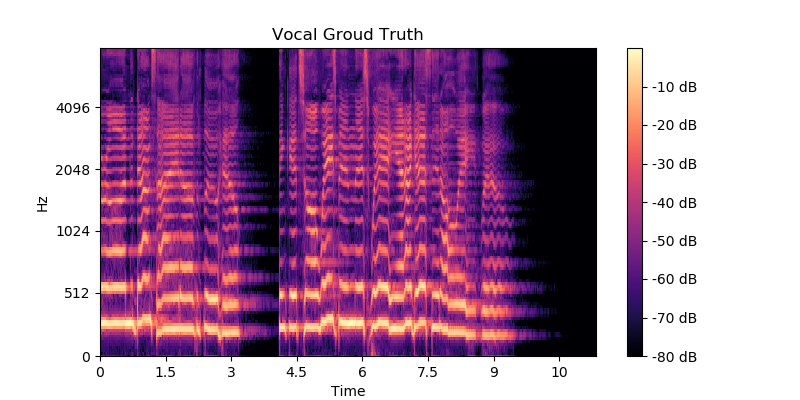 Vocal Groud Truth
4096
2048
1024
512
0
Hz
0 1.5 3 4.5 6 7.5 9 10
Time
-10 dB
-20 dB
-30 dB
-40 dB
-50 dB
-60 dB
-70 dB
-80 dB